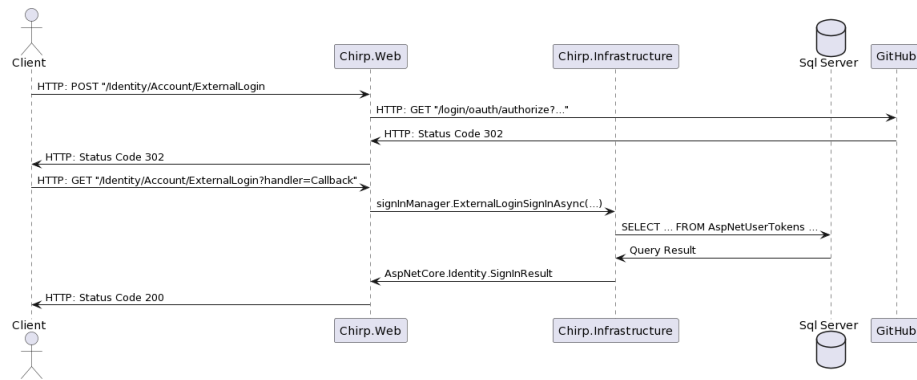 Client
Chirp.Web
Chirp.Infrastructure
Sql Server
GitHub
HTTP: POST "/Identity/Account/ExternalLogin
HTTP: GET "/login/oauth/authorize?..."
HTTP: Status Code 302
HTTP: Status Code 302
HTTP: GET "/Identity/Account/ExternalLogin?handler=Callback"
signInManager.ExternalLoginSignInAsync(...)
SELECT ... FROM AspNetUserTokens ...
Query Result
AspNetCore.Identity.SignInResult
HTTP: Status Code 200
Client
Chirp.Web
Chirp.Infrastructure
Sql Server
GitHub